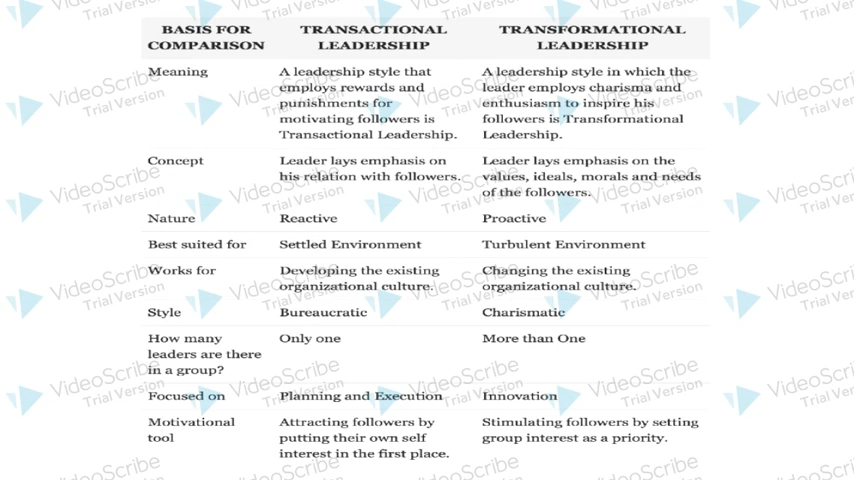 BASIS FOR COMPARISON TRANSACTIONAL LEADERSHIP TRANSFORMATIONAL LEADERSHIP
Meaning
A leadership style that
employs rewards and
punishments for
motivating followers is
Transactional Leadership.
A leadership style in which the
leader employs charisma and
enthusiasm to inspire his
followers is Transformational
Leadership.
Concept
Leader lays emphasis on
his relation with followers.
Leader lays emphasis on the
values, ideals, morals and needs
of the followers.
Nature Reactive Proactive
Best suited for Settled Environment Turbulent Environment
Works for
Developing the existing
organizational culture.
Changing the existing
organizational culture.
Style Bureaucratic Charismatic
How many
leaders are there
in a group?
Only one
More than One
Focused on Planning and Execution Innovation
Motivational
tool
Attracting followers by
putting their own self
interest in the first place.
Stimulating followers by setting
group interest as a priority.
VideoScribe
Trial Version